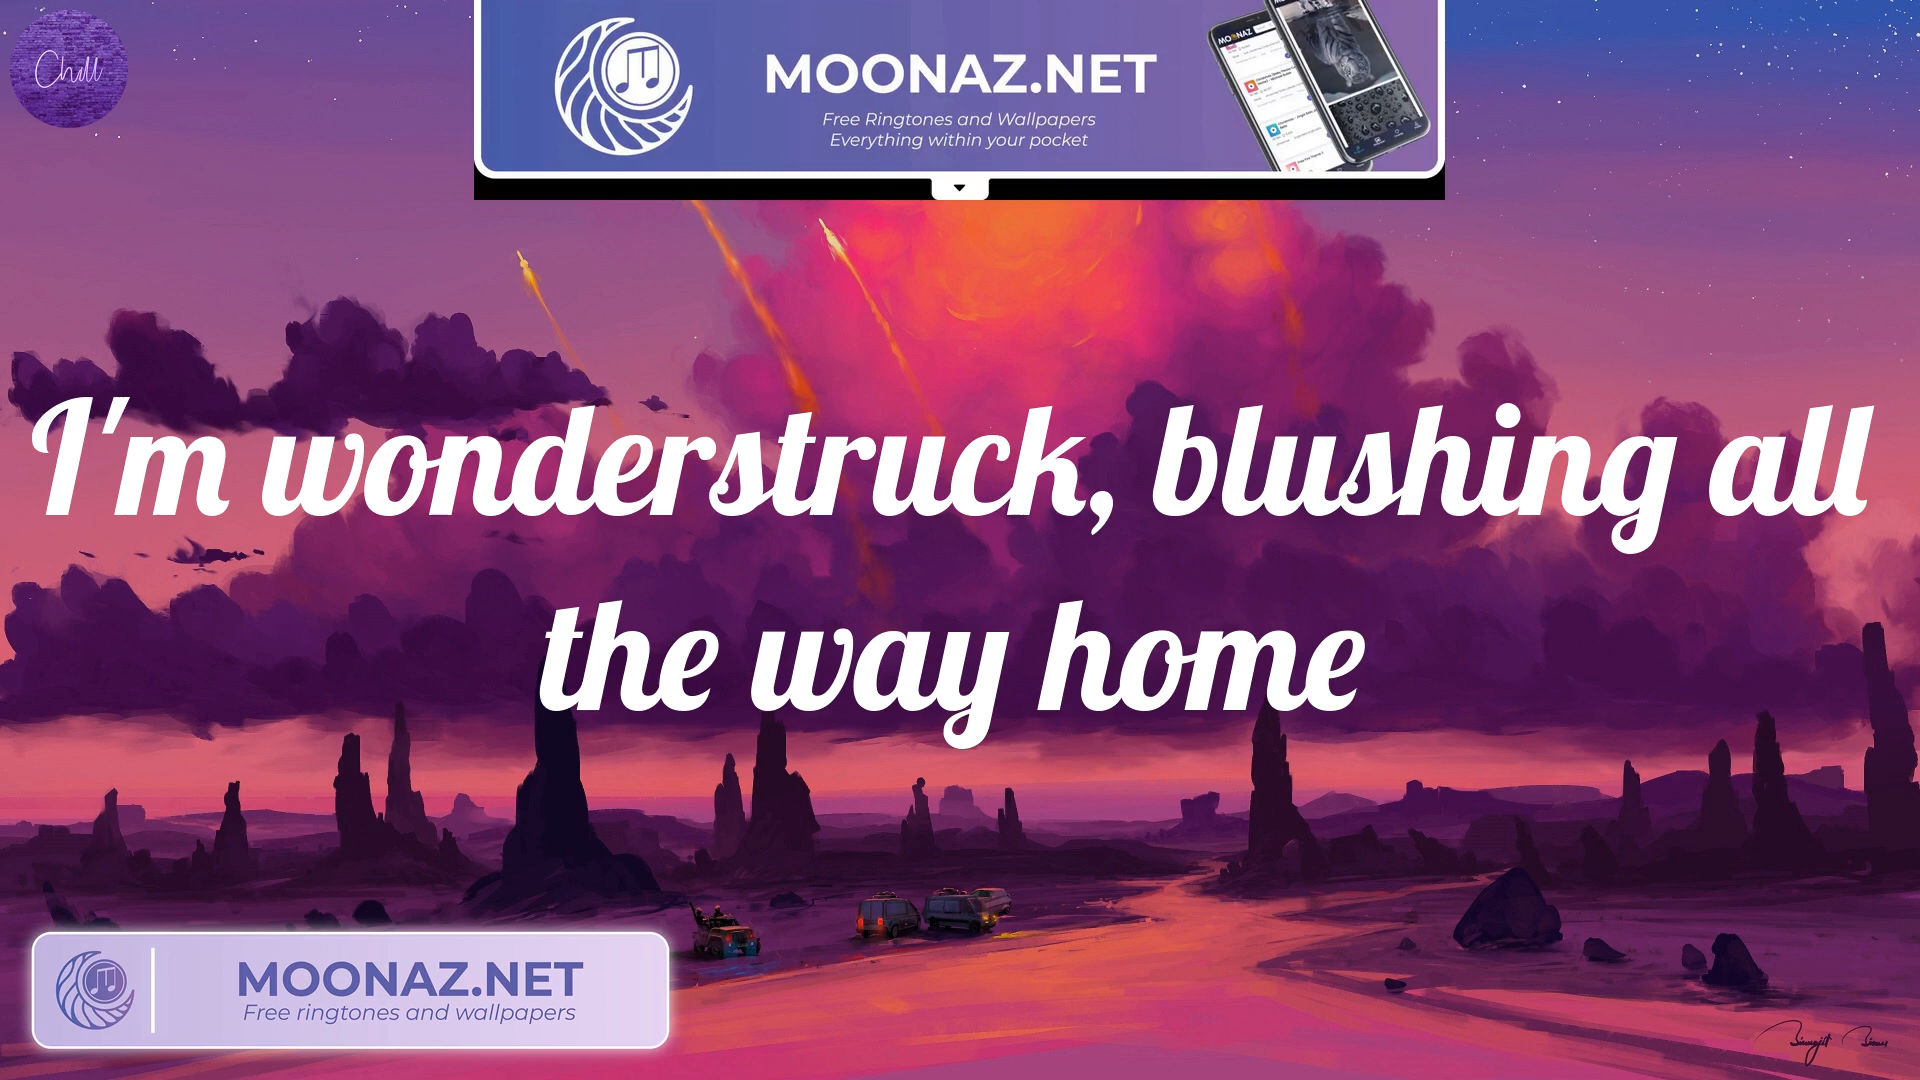 Chill
MOONAZ.NET
Free Ringtones and Wallpapers
Everything within your pocket
I'm wonderstruck, blushing all
the way home
MOONAZ.NET
Free ringtones and wallpapers